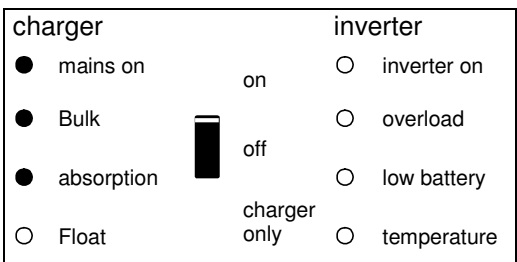 charger
inverter
mains on
on
inverter on
Bulk
overload
off
absorption
low battery
charger
only
Float
temperature